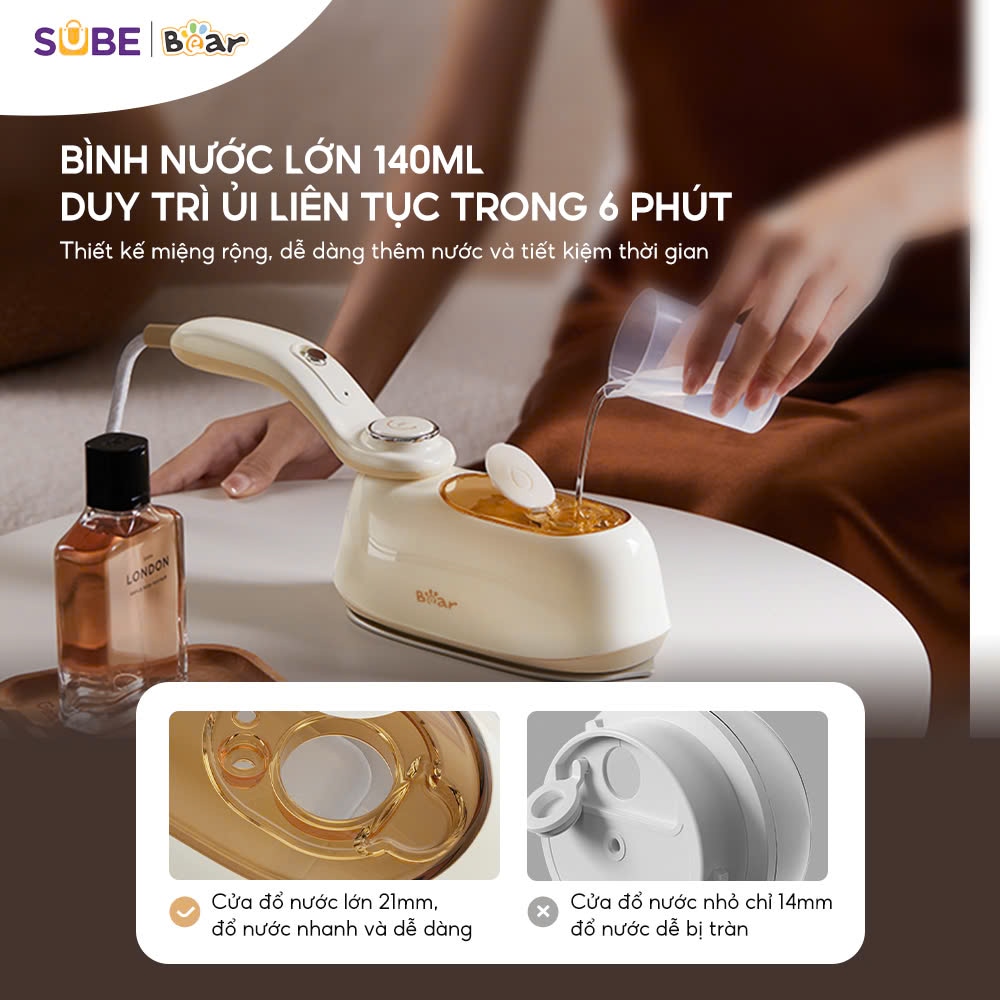 SUBE | Bear
BÌNH NƯỚC LỚN 140ML
DUY TRÌ ỦI LIÊN TỤC TRONG 6 PHÚT
Thiết kế miệng rộng, dễ dàng thêm nước và tiết kiệm thời gian
LONDON
Bear
Cửa đổ nước lớn 21mm,
đổ nước nhanh và dễ dàng
Cửa đổ nước nhỏ chỉ 14mm
đổ nước dễ bị tràn